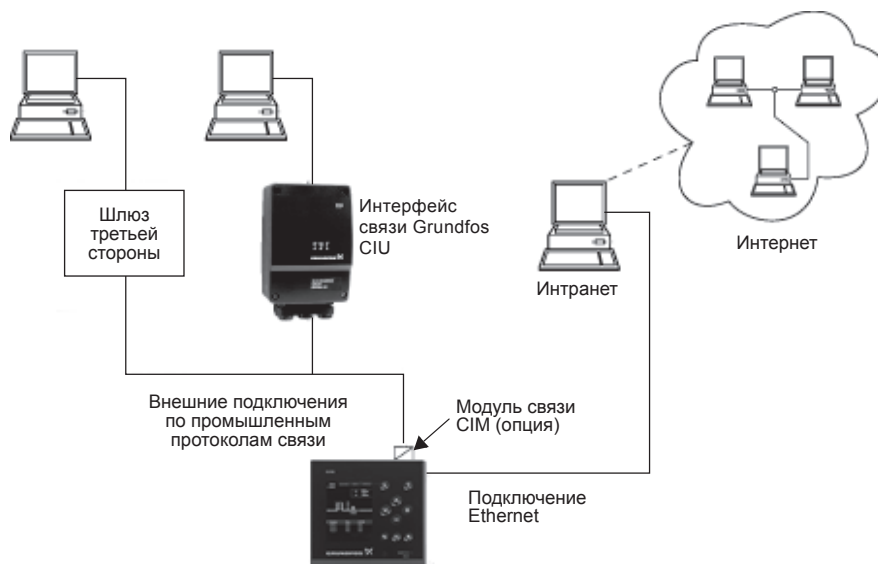 Шлюз
третьей
стороны
Интерфейс
связи Grundfos
CIU
Интернет
Интранет
Внешние подключения
по промышленным
протоколам связи
Модуль связи
CIM (опция)
Подключение
Ethernet
GRUNDFOS